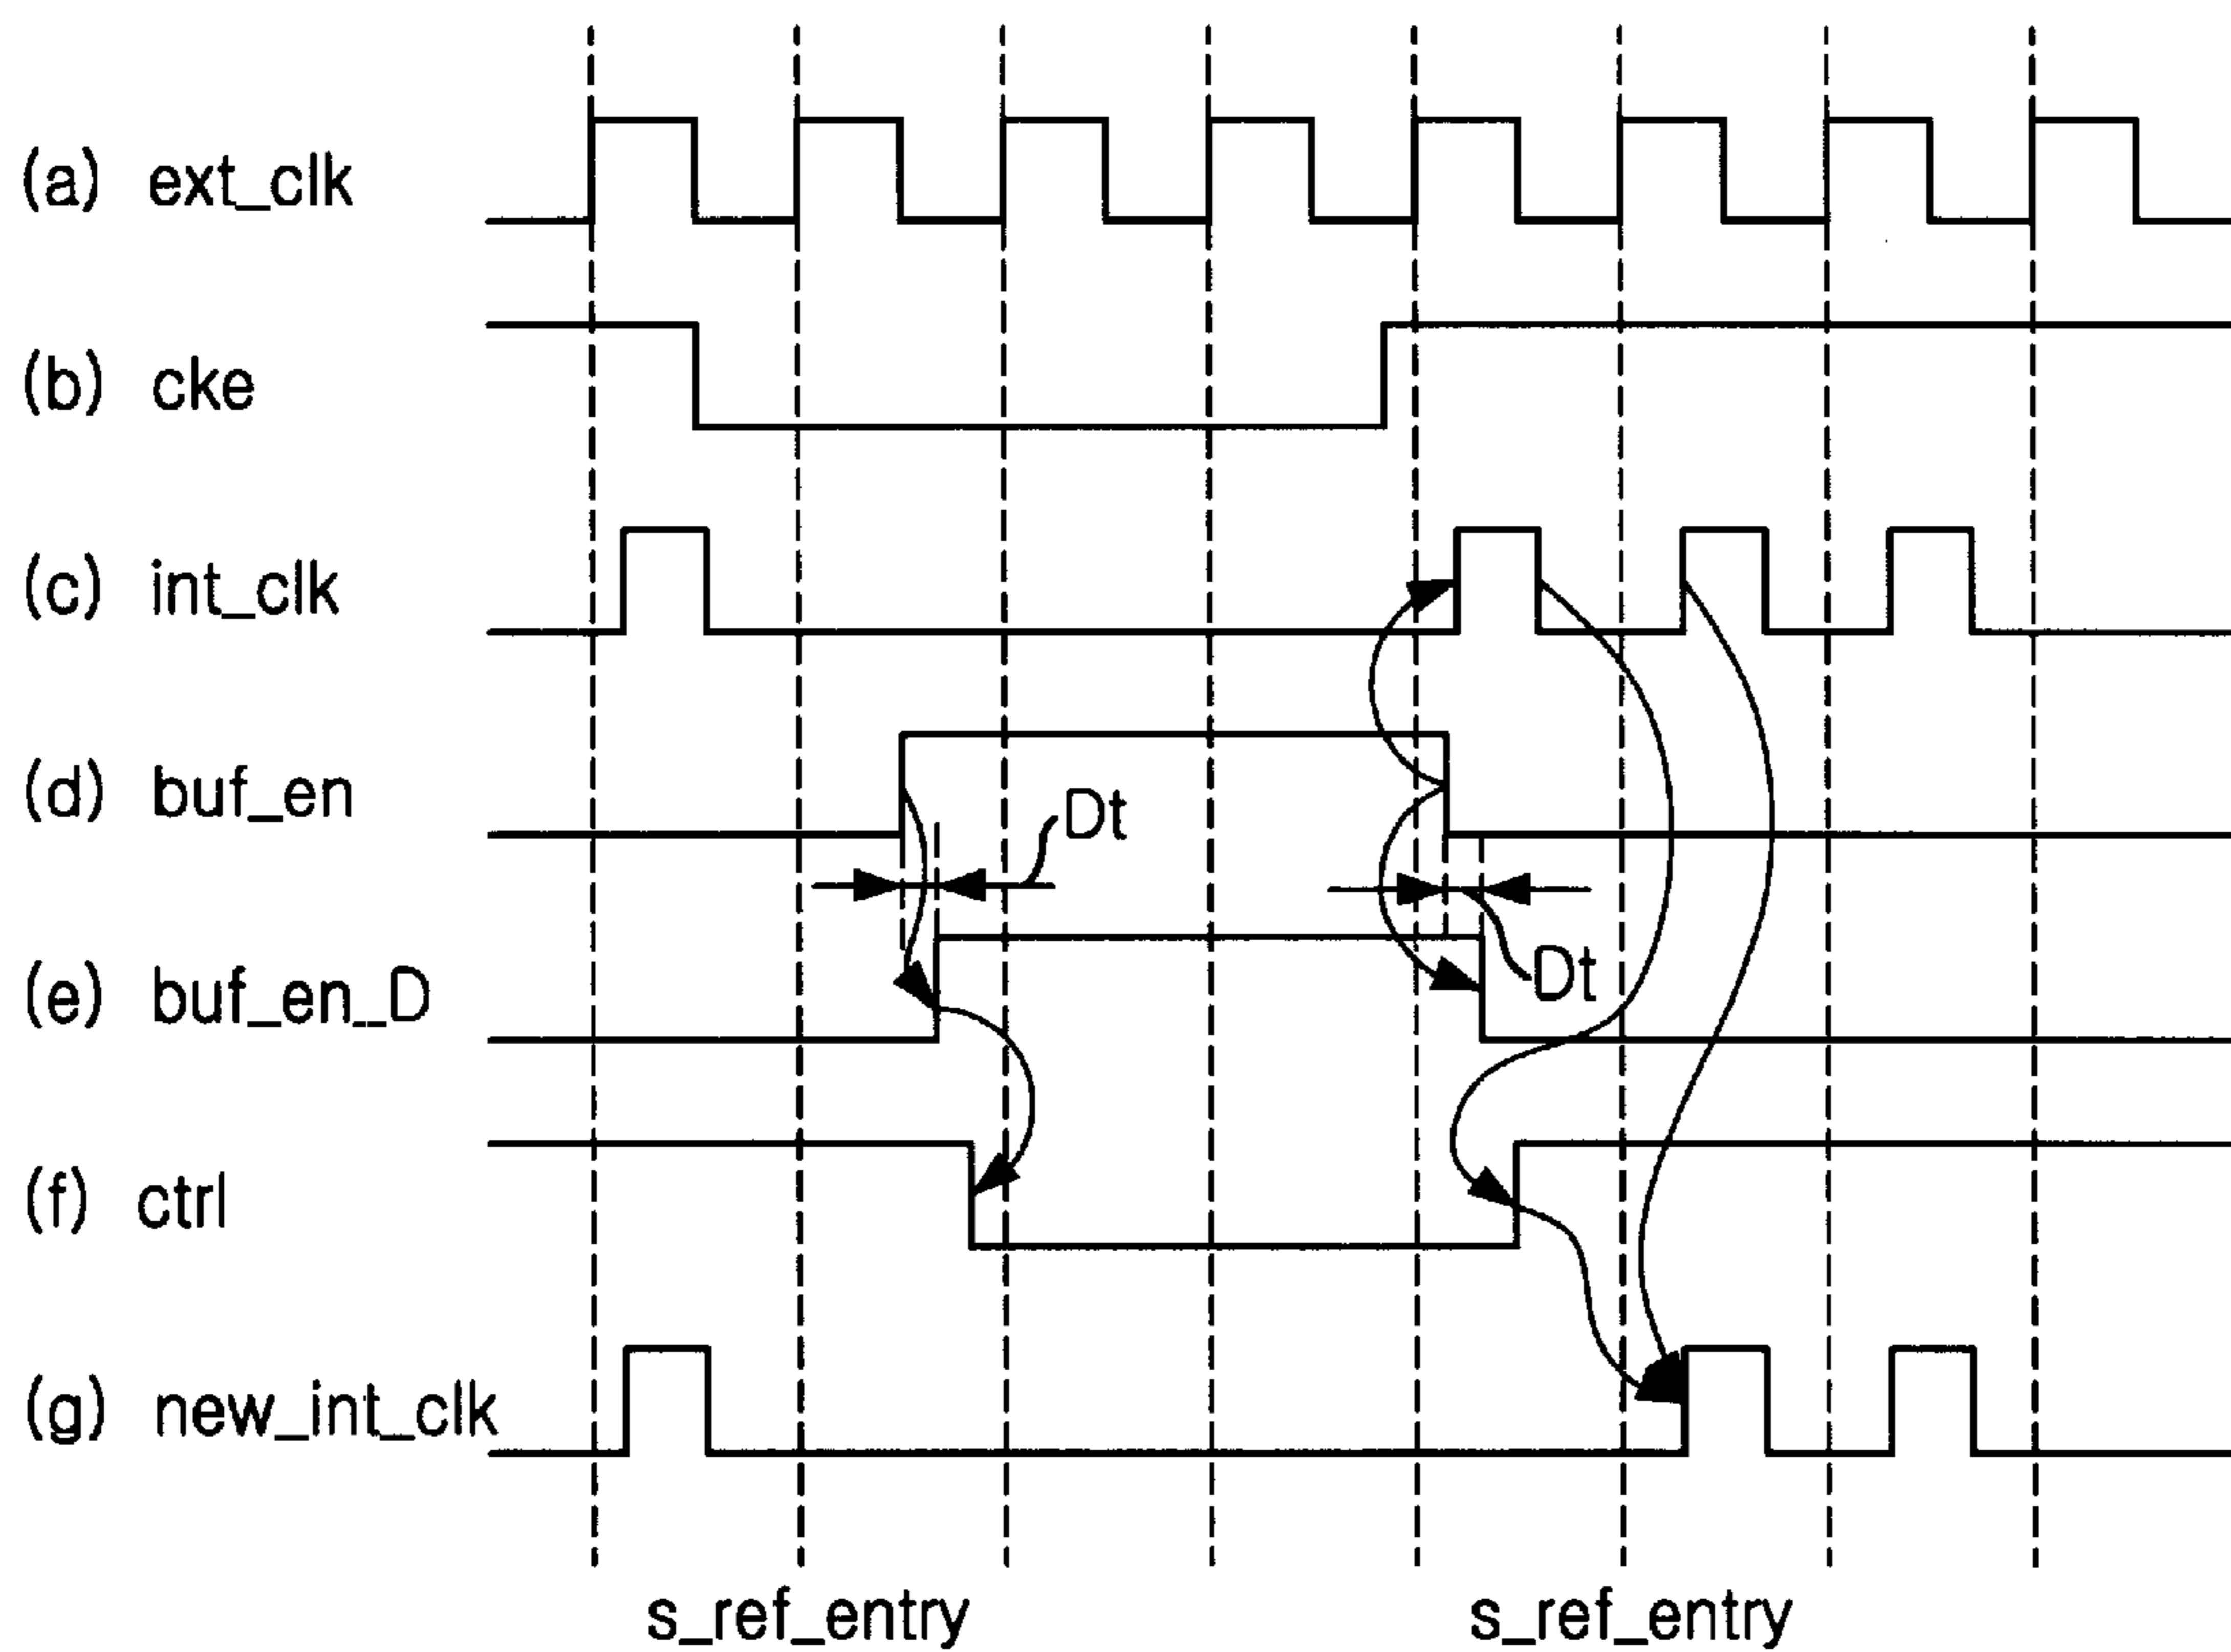 (a) ext_clk
(b) cke
(c) int_clk
(d) buf_en
Dt
(e) buf_en_D
Dt
(f) ctrl
(g) new_int_clk
s_ref_entry s_ref_entry